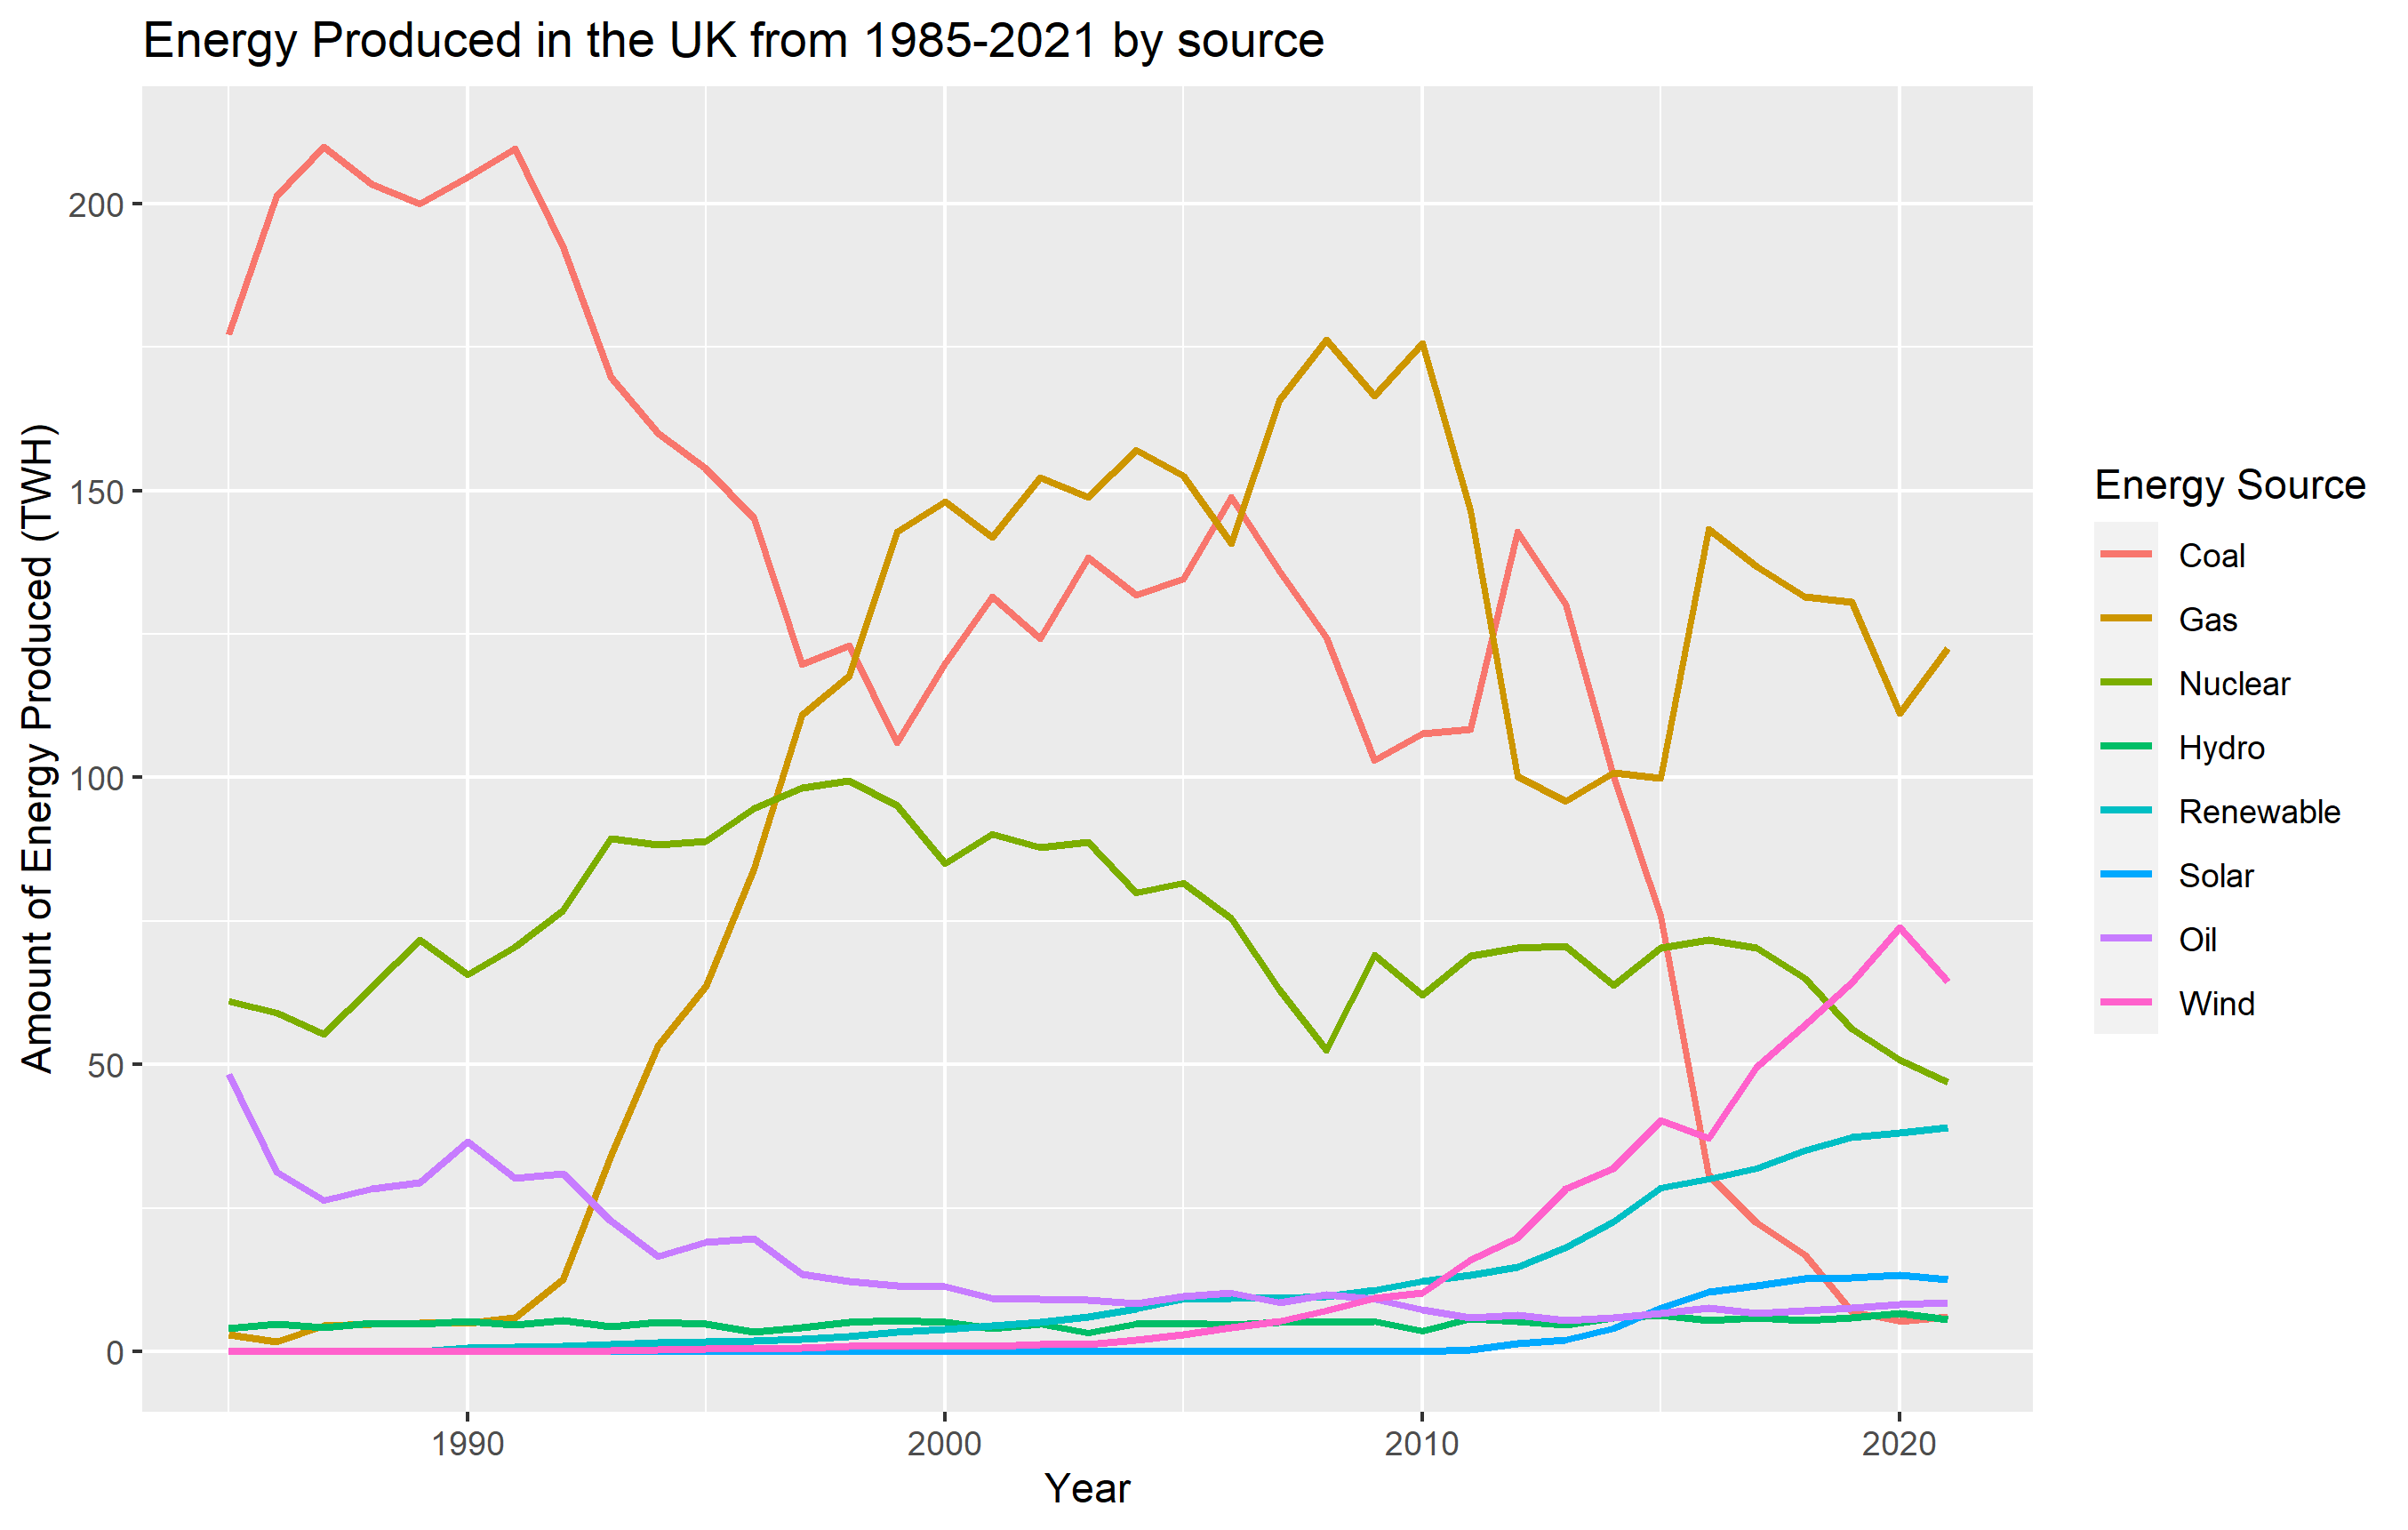 Energy Produced in the UK from 1985-2021 by source
Amount of Energy Produced (TWH)
200
150
100
50
0
1990
2000
2010
2020
Year
Energy Source
Coal
Gas
Nuclear
Hydro
Renewable
Solar
Oil
Wind